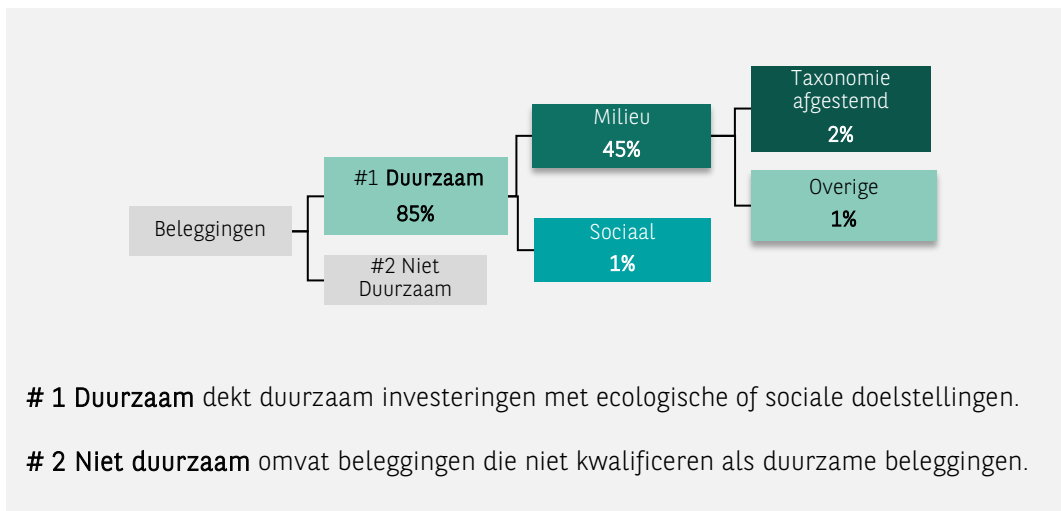 Taxonomie
afgestemd
2%
Milieu
45%
#1 Duurzaam
85%
Overige
1%
Beleggingen
Sociaal
1%
#2 Niet
Duurzaam
# 1 Duurzaam dekt duurzaam investeringen met ecologische of sociale doelstellingen.
# 2 Niet duurzaam omvat beleggingen die niet kwalificeren als duurzame beleggingen.